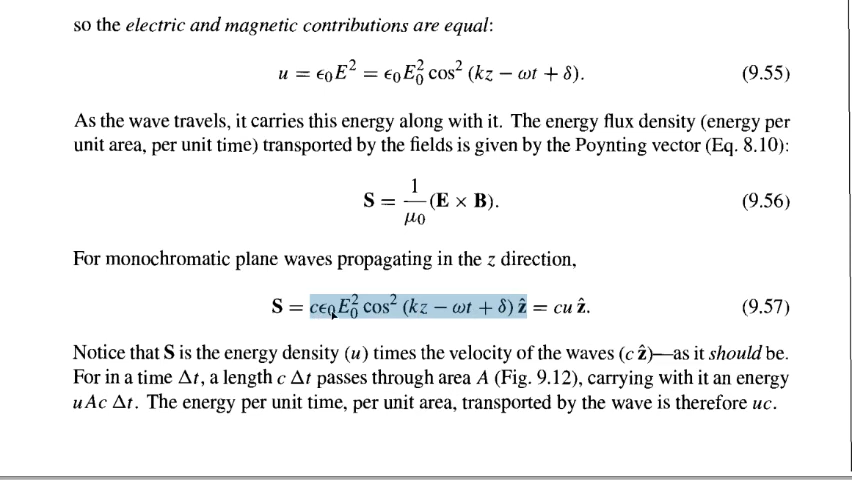 so the electric and magnetic contributions are equal:
u = ϵ₀E² = ϵ₀E₀² cos² (kz − ωt + δ). (9.55)
As the wave travels, it carries this energy along with it. The energy flux density (energy per
unit area, per unit time) transported by the fields is given by the Poynting vector (Eq. 8.10):
S = 1/μ₀ (E × B). (9.56)
For monochromatic plane waves propagating in the z direction,
S = cϵ₀E₀² cos² (kz − ωt + δ) ẑ = cu ẑ. (9.57)
Notice that S is the energy density (u) times the velocity of the waves (c ẑ)—as it should be.
For in a time Δt, a length c Δt passes through area A (Fig. 9.12), carrying with it an energy
uAc Δt. The energy per unit time, per unit area, transported by the wave is therefore uc.